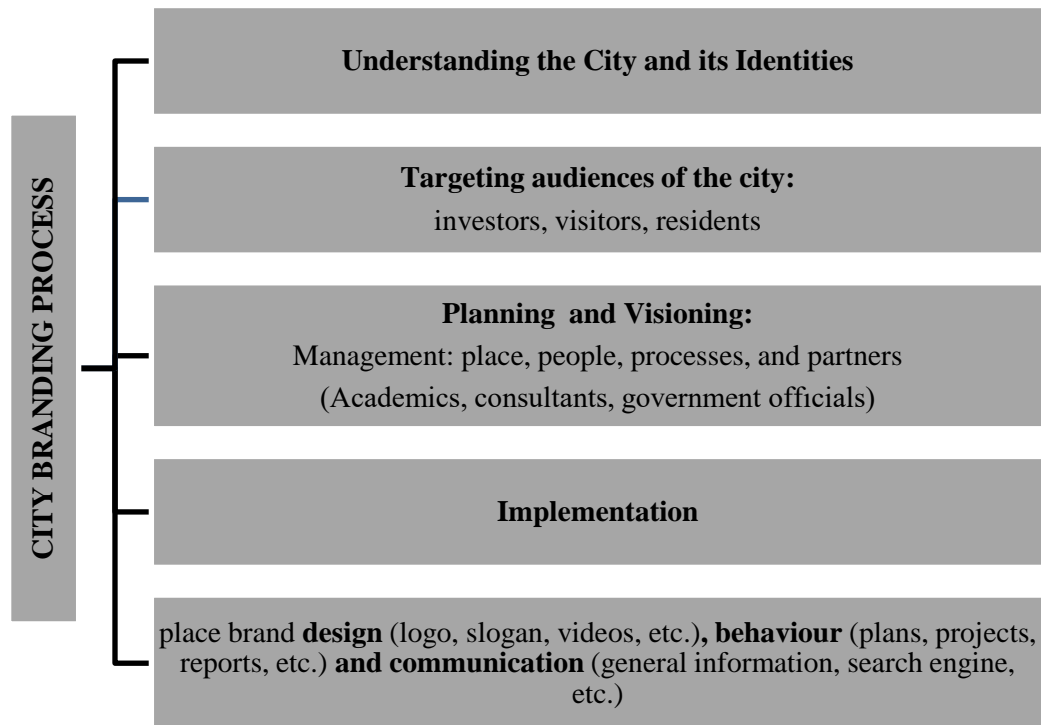 CITY BRANDING PROCESS
Understanding the City and its Identities
Targeting audiences of the city:
investors, visitors, residents
Planning and Visioning:
Management: place, people, processes, and partners
(Academics, consultants, government officials)
Implementation
place brand design (logo, slogan, videos, etc.), behaviour (plans, projects,
reports, etc.) and communication (general information, search engine,
etc.)